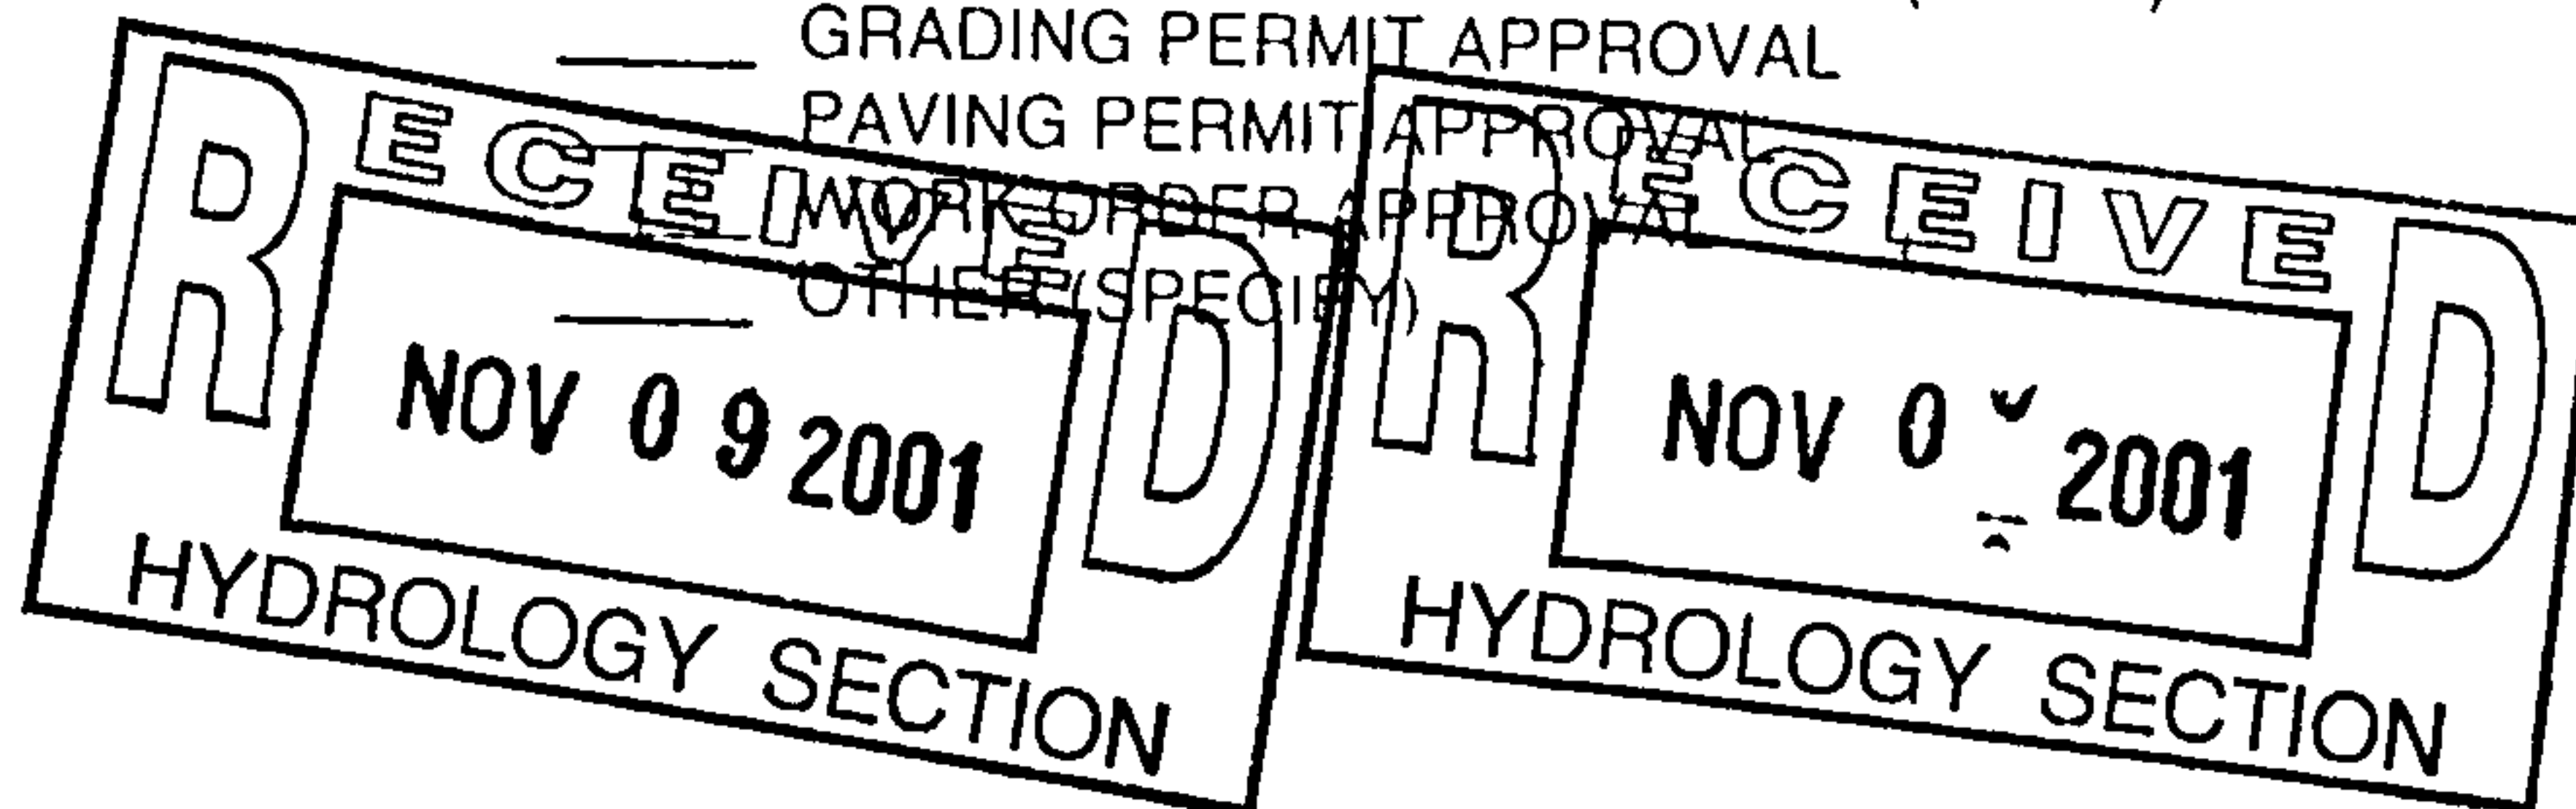 GRADING PERMIT APPROVAL
PAVING PERMIT APPROVAL
WORK ORDER APPROVAL
OTHER (SPECIFY)
RECEIVED
NOV 09 2001
HYDROLOGY SECTION
RECEIVED
NOV 0 2001
HYDROLOGY SECTION